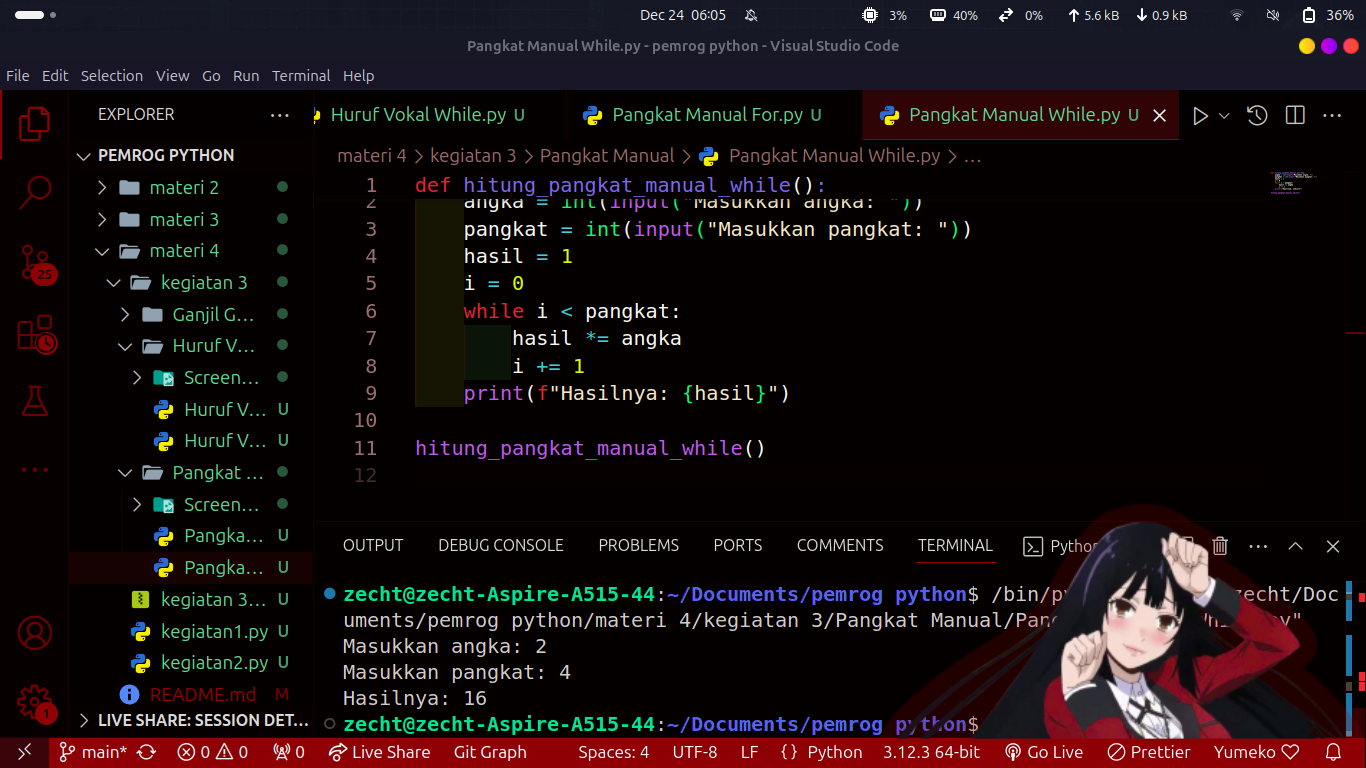 Dec 24 06:05 3% 40% 0% 5.6 kB 0.9 kB 36%
Pangkat Manual While.py - pemrog python - Visual Studio Code
File Edit Selection View Go Run Terminal Help
EXPLORER
PEMROG PYTHON
materi 2
materi 3
materi 4
kegiatan 3
Ganjil G...
Huruf V...
Screen...
Huruf V... U
Huruf V... U
Pangkat ...
Screen...
Pangka... U
Pangka... U
kegiatan 3... U
kegiatan1.py U
kegiatan2.py U
README.md M
LIVE SHARE: SESSION DET...
25
1
Huruf Vokal While.py U Pangkat Manual For.py U Pangkat Manual While.py U
materi 4 > kegiatan 3 > Pangkat Manual > Pangkat Manual While.py > ...
1 def hitung_pangkat_manual_while():
2 angka = int(input("Masukkan angka: "))
3 pangkat = int(input("Masukkan pangkat: "))
4 hasil = 1
5 i = 0
6 while i < pangkat:
7 hasil *= angka
8 i += 1
9 print(f"Hasilnya: {hasil}")
10
11 hitung_pangkat_manual_while()
12
OUTPUT DEBUG CONSOLE PROBLEMS PORTS COMMENTS TERMINAL Python
zecht@zecht-Aspire-A515-44:~/Documents/pemrog python$ /bin/py zecht/Doc
uments/pemrog python/materi 4/kegiatan 3/Pangkat Manual/Pan
Masukkan angka: 2
Masukkan pangkat: 4
Hasilnya: 16
zecht@zecht-Aspire-A515-44:~/Documents/pemrog python$
main* 0 0 0 Live Share Git Graph Spaces: 4 UTF-8 LF {} Python 3.12.3 64-bit Go Live Prettier Yumeko